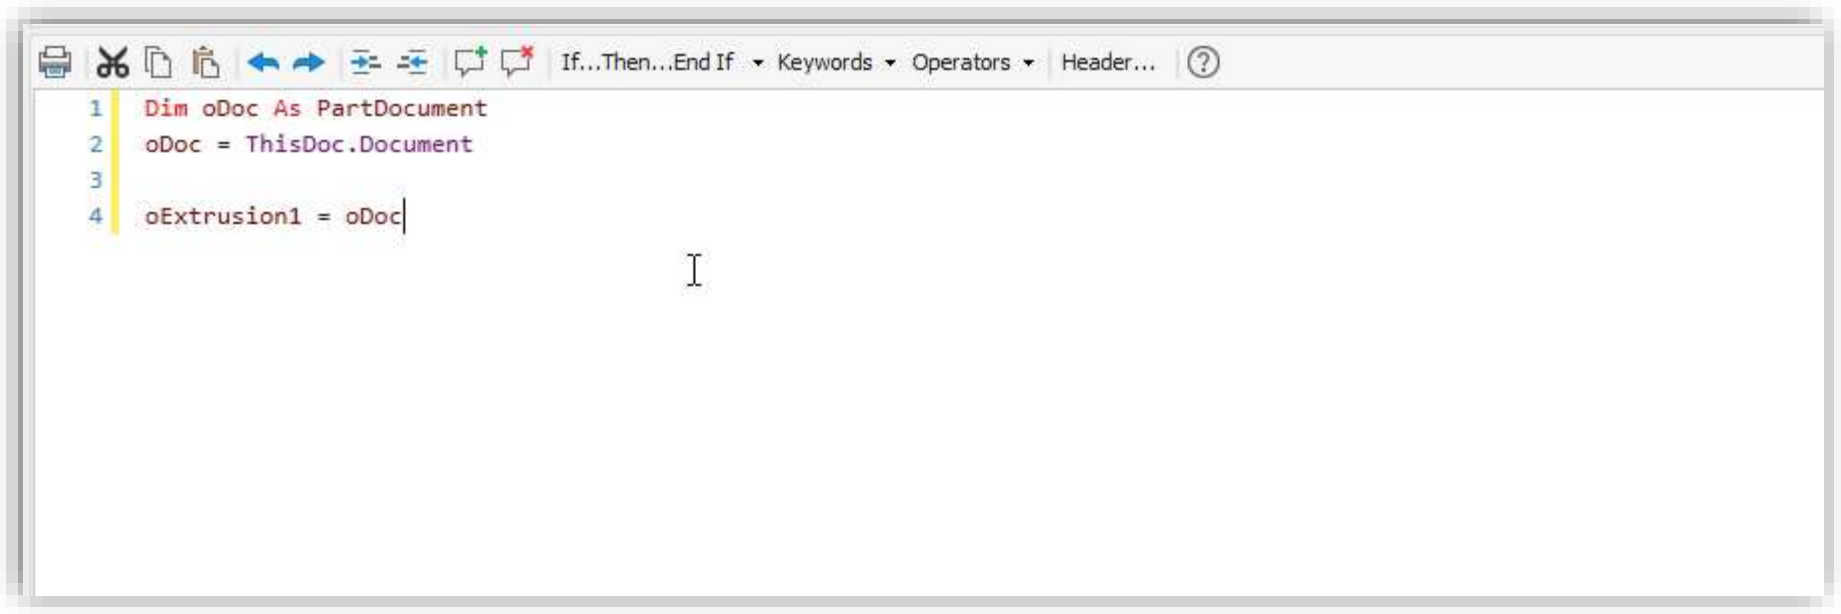 If...Then...End If Keywords Operators Header...
1 Dim oDoc As PartDocument
2 oDoc = ThisDoc.Document
3
4 oExtrusion1 = oDoc